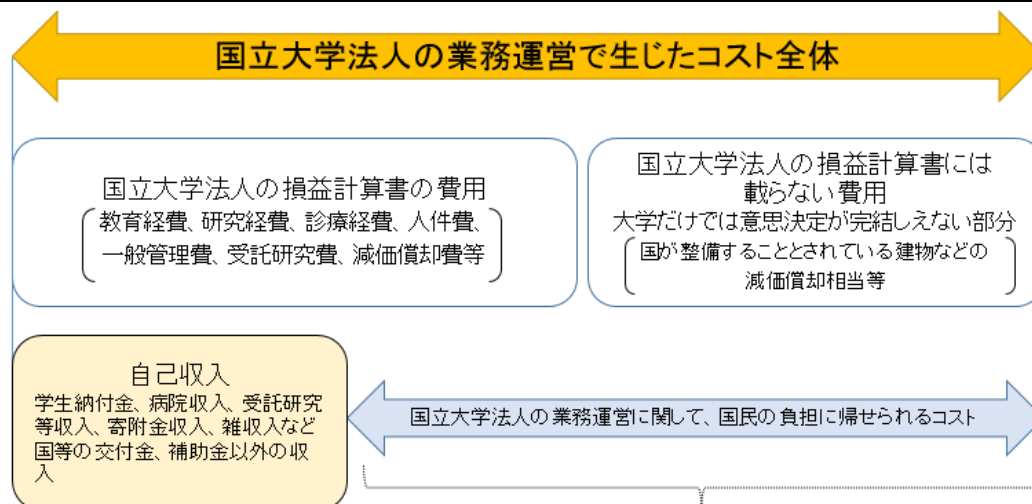 国立大学法人の業務運営で生じたコスト全体
国立大学法人の損益計算書の費用
教育経費、研究経費、診療経費、人件費、
一般管理費、受託研究費、減価償却費等
国立大学法人の損益計算書には
載らない費用
大学だけでは意思決定が完結しえない部分
国が整備することとされている建物などの
減価償却相当等
自己収入
学生納付金、病院収入、受託研究
等収入、寄附金収入、雑収入など
国等の交付金、補助金以外の収
入
国立大学法人の業務運営に関して、国民の負担に帰せられるコスト